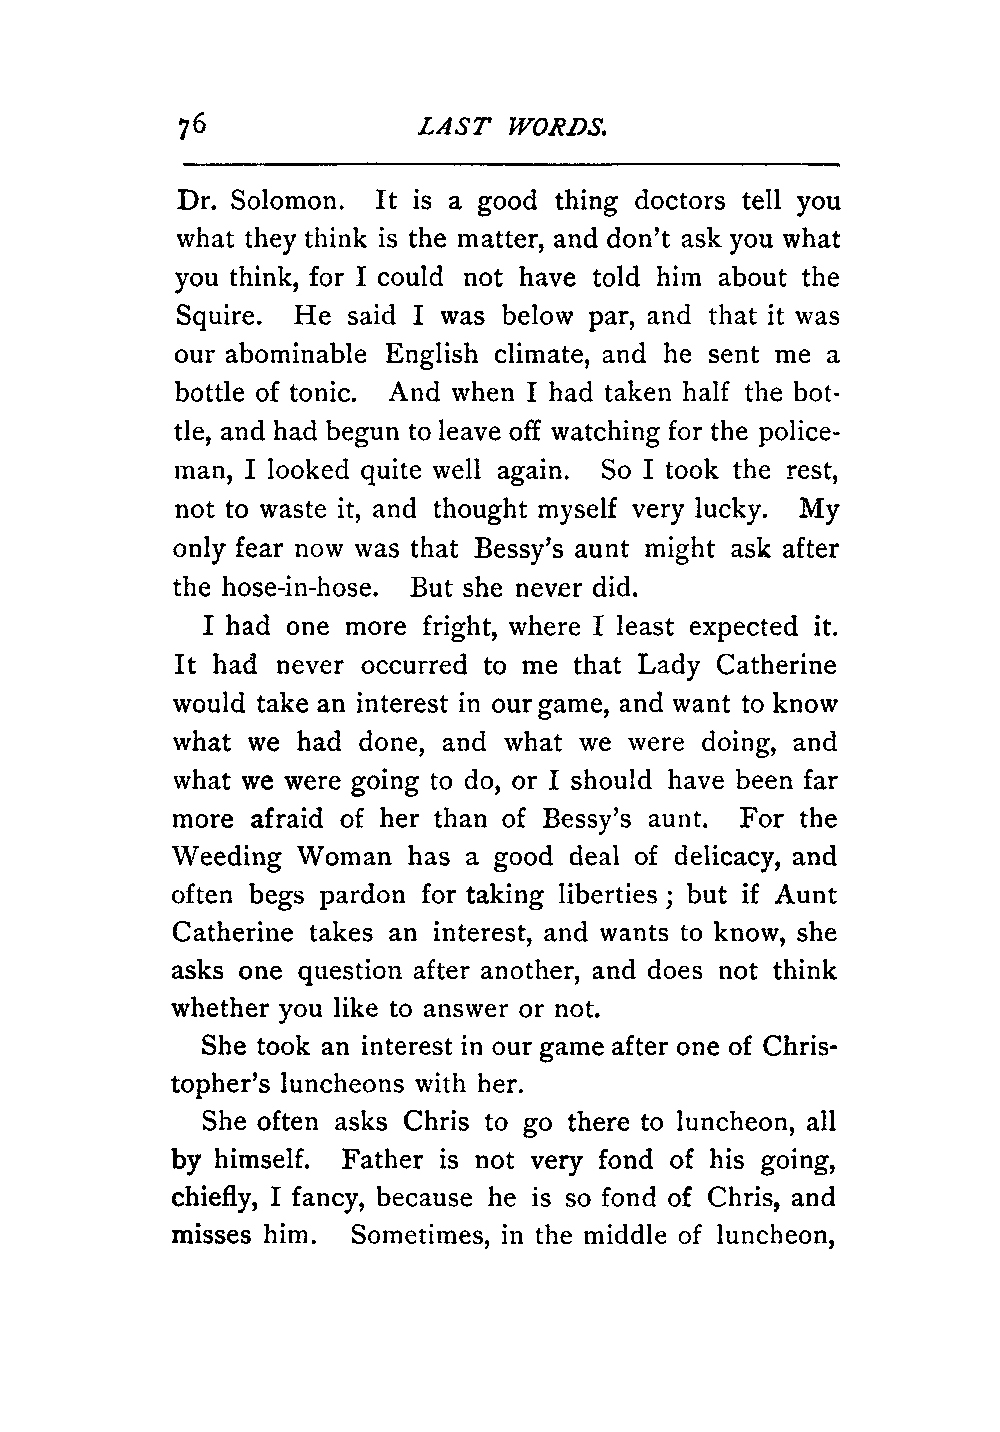 76 LAST WORDS.
Dr. Solomon. It is a good thing doctors tell you
what they think is the matter, and don't ask you what
you think, for I could not have told him about the
Squire. He said I was below par, and that it was
our abominable English climate, and he sent me a
bottle of tonic. And when I had taken half the bot-
tle, and had begun to leave off watching for the police-
man, I looked quite well again. So I took the rest,
not to waste it, and thought myself very lucky. My
only fear now was that Bessy's aunt might ask after
the hose-in-hose. But she never did.
I had one more fright, where I least expected it.
It had never occurred to me that Lady Catherine
would take an interest in our game, and want to know
what we had done, and what we were doing, and
what we were going to do, or I should have been far
more afraid of her than of Bessy's aunt. For the
Weeding Woman has a good deal of delicacy, and
often begs pardon for taking liberties ; but if Aunt
Catherine takes an interest, and wants to know, she
asks one question after another, and does not think
whether you like to answer or not.
She took an interest in our game after one of Chris-
topher's luncheons with her.
She often asks Chris to go there to luncheon, all
by himself. Father is not very fond of his going,
chiefly, I fancy, because he is so fond of Chris, and
misses him. Sometimes, in the middle of luncheon,